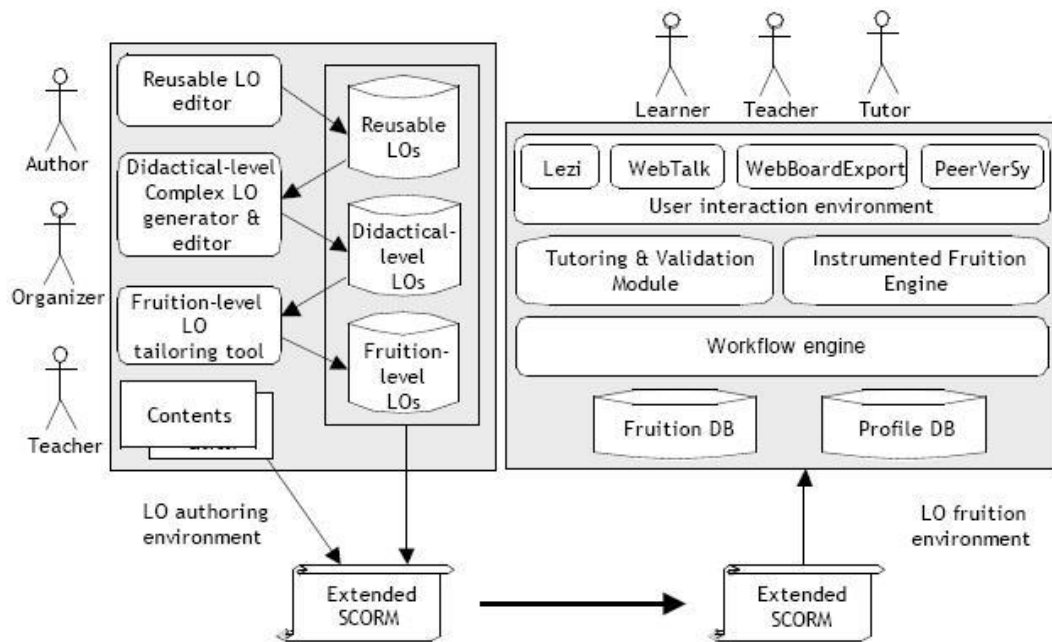 Author
Organizer
Teacher
Reusable LO
editor
Didactical-level
Complex LO
generator &
editor
Fruition-level
LO
tailoring tool
Contents
Reusable
LOs
Didactical-
level
LOs
Fruition-
level
LOs
LO authoring
environment
Extended
SCORM
Learner
Teacher
Tutor
Lezi
WebTalk
WebBoardExport
PeerVerSy
User interaction environment
Tutoring & Validation
Module
Instrumented Fruition
Engine
Workflow engine
Fruition DB
Profile DB
LO fruition
environment
Extended
SCORM